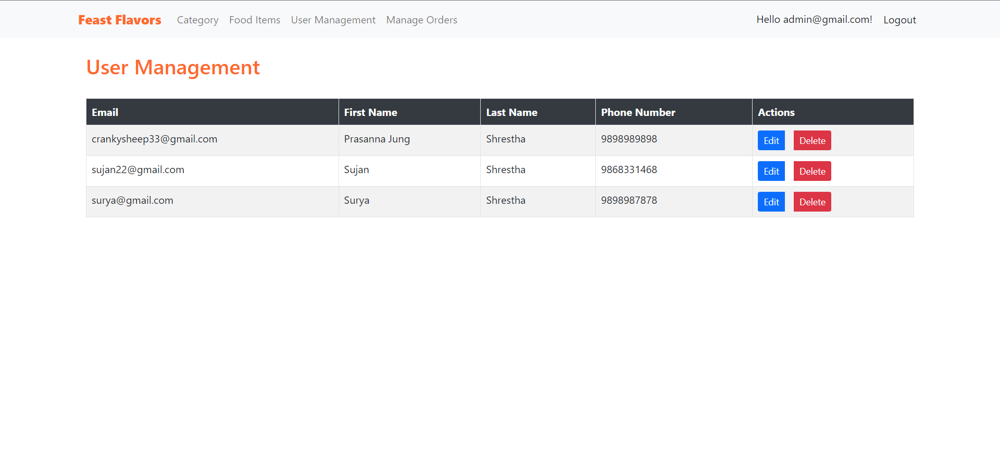 Feast Flavors Category Food Items User Management Manage Orders Hello admin@gmail.com! Logout
User Management
Email First Name Last Name Phone Number Actions
crankysheep33@gmail.com Prasanna Jung Shrestha 9898989898 Edit Delete
sujan22@gmail.com Sujan Shrestha 9868331468 Edit Delete
surya@gmail.com Surya Shrestha 9898987878 Edit Delete